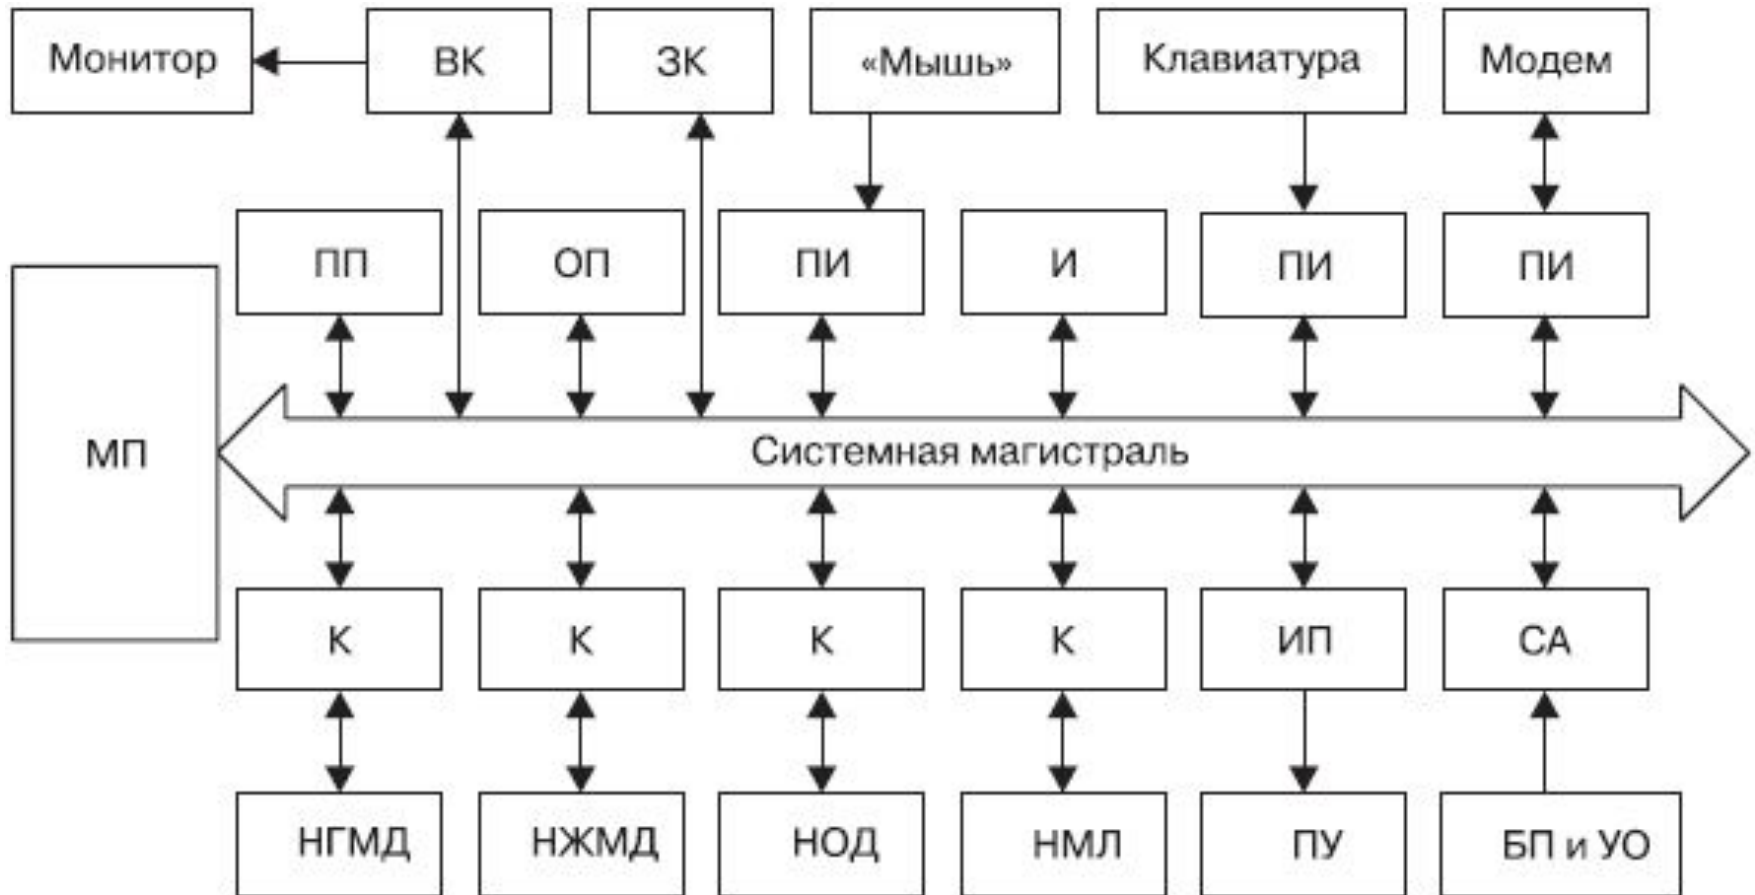 Монитор
ВК
ЗК
«Мышь»
Клавиатура
Модем
ПП
ОП
ПИ
И
ПИ
ПИ
МП
Системная магистраль
К
К
К
К
ИП
СА
НГМД
НЖМД
НОД
НМЛ
ПУ
БП и УО